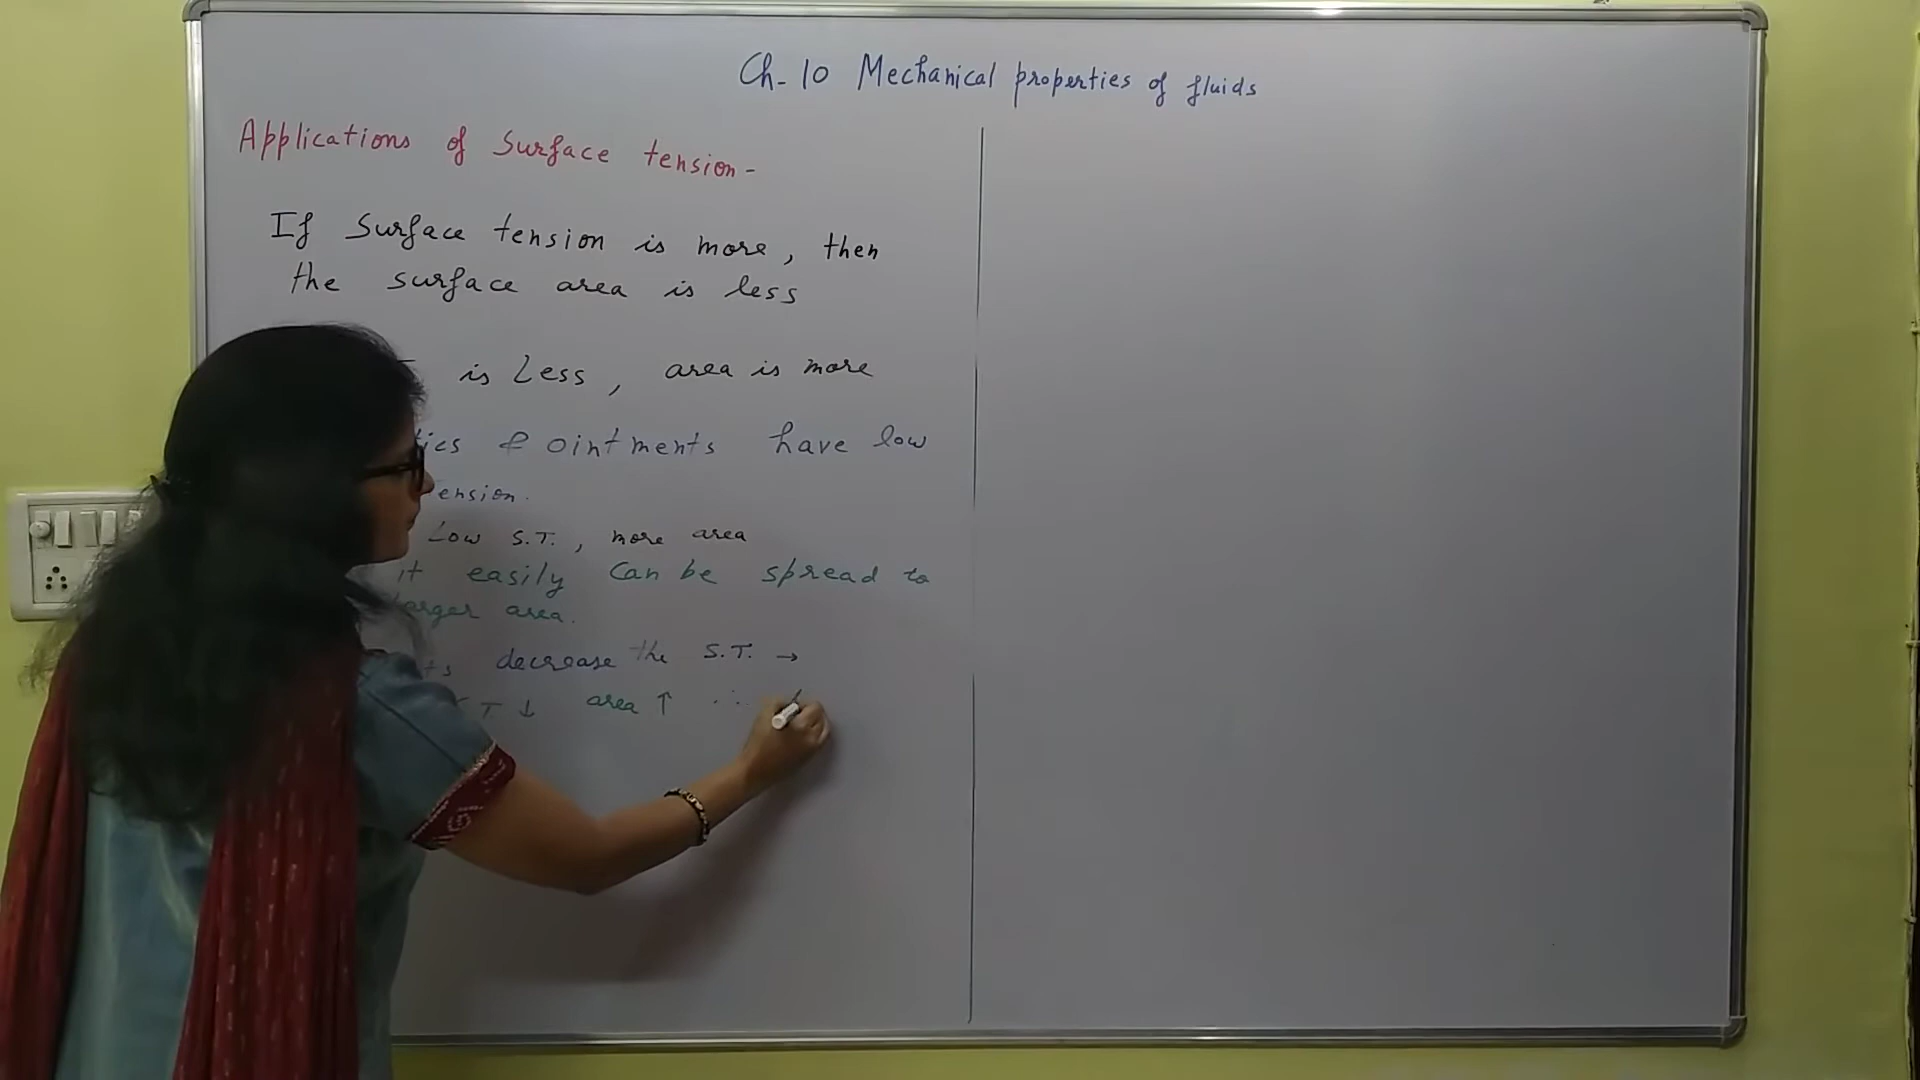 Ch- 10 Mechanical properties of fluids
Applications of Surface tension -
If Surface tension is more, then
the surface area is less
is Less, area is more
& ointments have low
Low S.T., more area
it easily can be spread to
larger area.
decrease the S.T. →
T. ↓ area ↑ ∴